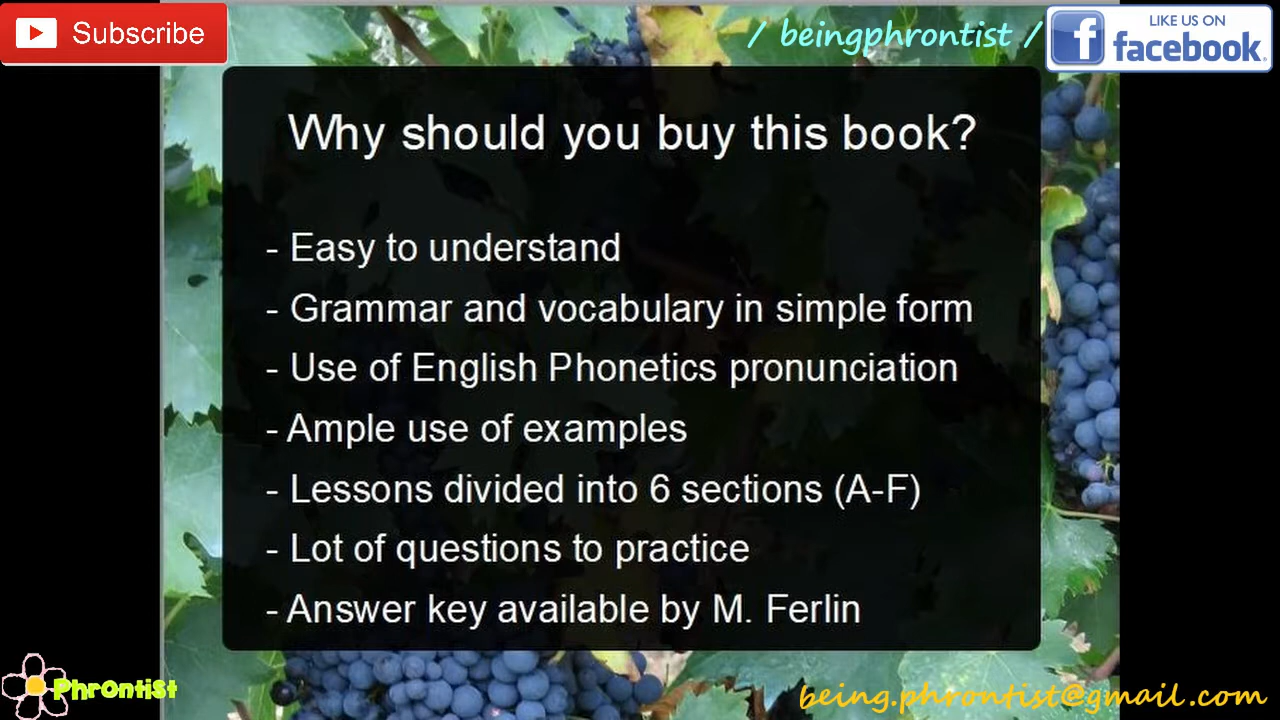 Subscribe
/ beingphrontist /
LIKE US ON
facebook.
Why should you buy this book?
- Easy to understand
- Grammar and vocabulary in simple form
- Use of English Phonetics pronunciation
- Ample use of examples
- Lessons divided into 6 sections (A-F)
- Lot of questions to practice
- Answer key available by M. Ferlin
Phrontist
being.phrontist@gmail.com